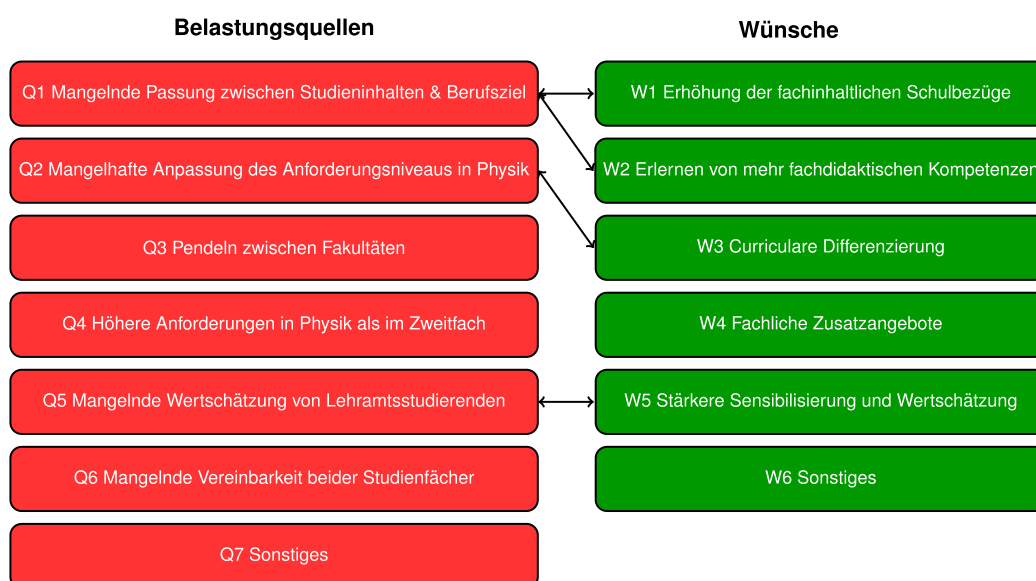 Belastungsquellen
Wünsche
Q1 Mangelnde Passung zwischen Studieninhalten & Berufsziel
W1 Erhöhung der fachinhaltlichen Schulbezüge
Q2 Mangelhafte Anpassung des Anforderungsniveaus in Physik
W2 Erlernen von mehr fachdidaktischen Kompetenzen
Q3 Pendeln zwischen Fakultäten
W3 Curriculare Differenzierung
Q4 Höhere Anforderungen in Physik als im Zweitfach
W4 Fachliche Zusatzangebote
Q5 Mangelnde Wertschätzung von Lehramtsstudierenden
W5 Stärkere Sensibilisierung und Wertschätzung
Q6 Mangelnde Vereinbarkeit beider Studienfächer
W6 Sonstiges
Q7 Sonstiges